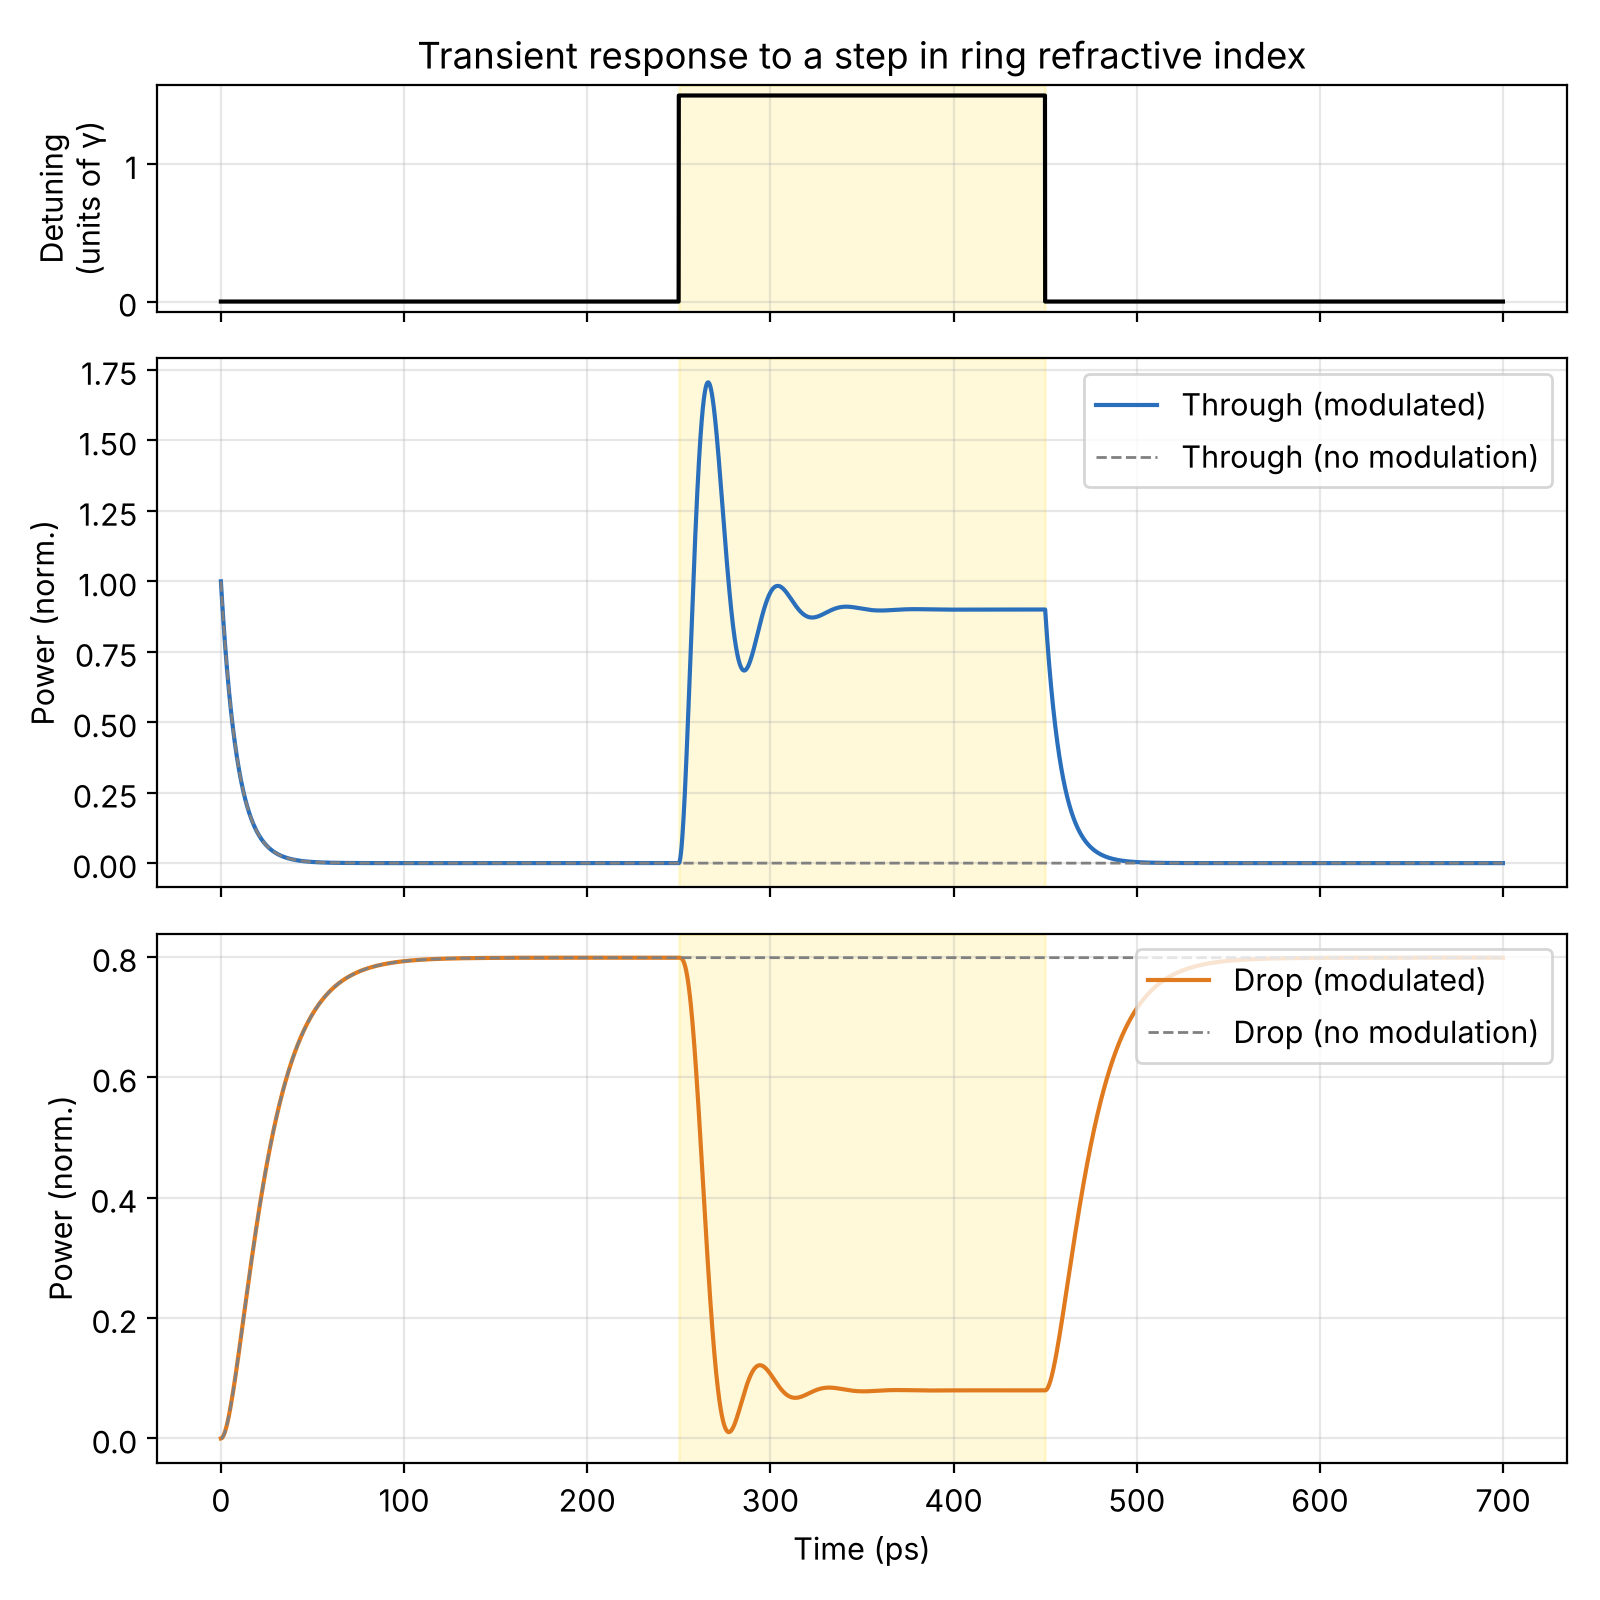 Transient response to a step in ring refractive index
Detuning
(units of γ)
1
0
Power (norm.)
1.75
1.50
1.25
1.00
0.75
0.50
0.25
0.00
Through (modulated)
Through (no modulation)
Power (norm.)
0.8
0.6
0.4
0.2
0.0
Drop (modulated)
Drop (no modulation)
0 100 200 300 400 500 600 700
Time (ps)